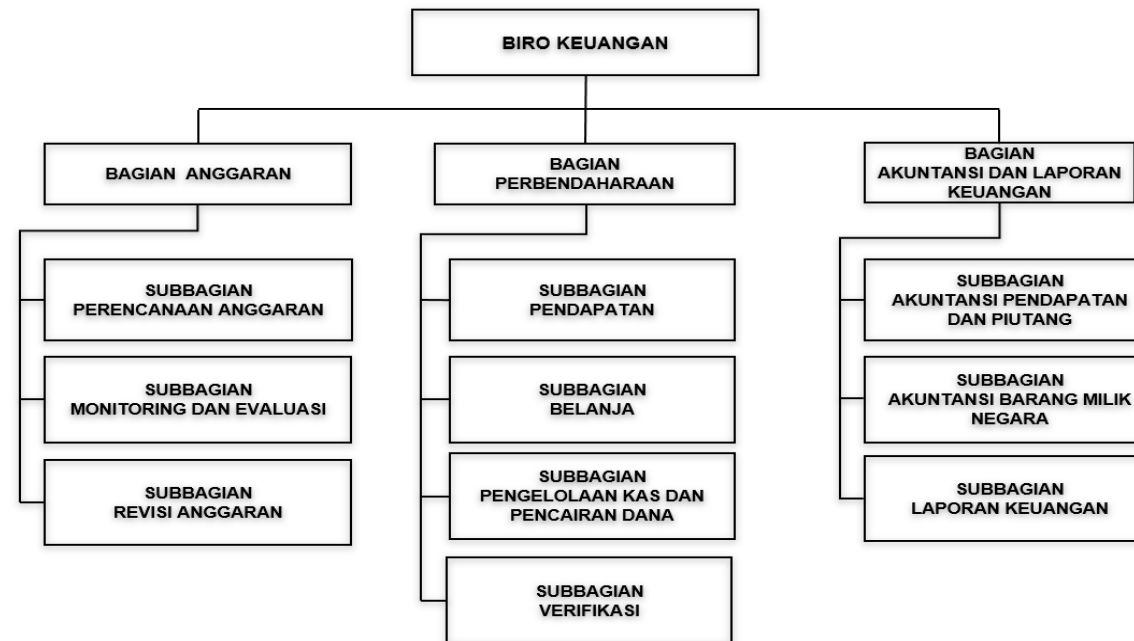 BIRO KEUANGAN
BAGIAN ANGGARAN
BAGIAN
PERBENDAHARAAN
BAGIAN
AKUNTANSI DAN LAPORAN
KEUANGAN
SUBBAGIAN
PERENCANAAN ANGGARAN
SUBBAGIAN
MONITORING DAN EVALUASI
SUBBAGIAN
REVISI ANGGARAN
SUBBAGIAN
PENDAPATAN
SUBBAGIAN
BELANJA
SUBBAGIAN
PENGELOLAAN KAS DAN
PENCAIRAN DANA
SUBBAGIAN
VERIFIKASI
SUBBAGIAN
AKUNTANSI PENDAPATAN
DAN PIUTANG
SUBBAGIAN
AKUNTANSI BARANG MILIK
NEGARA
SUBBAGIAN
LAPORAN KEUANGAN